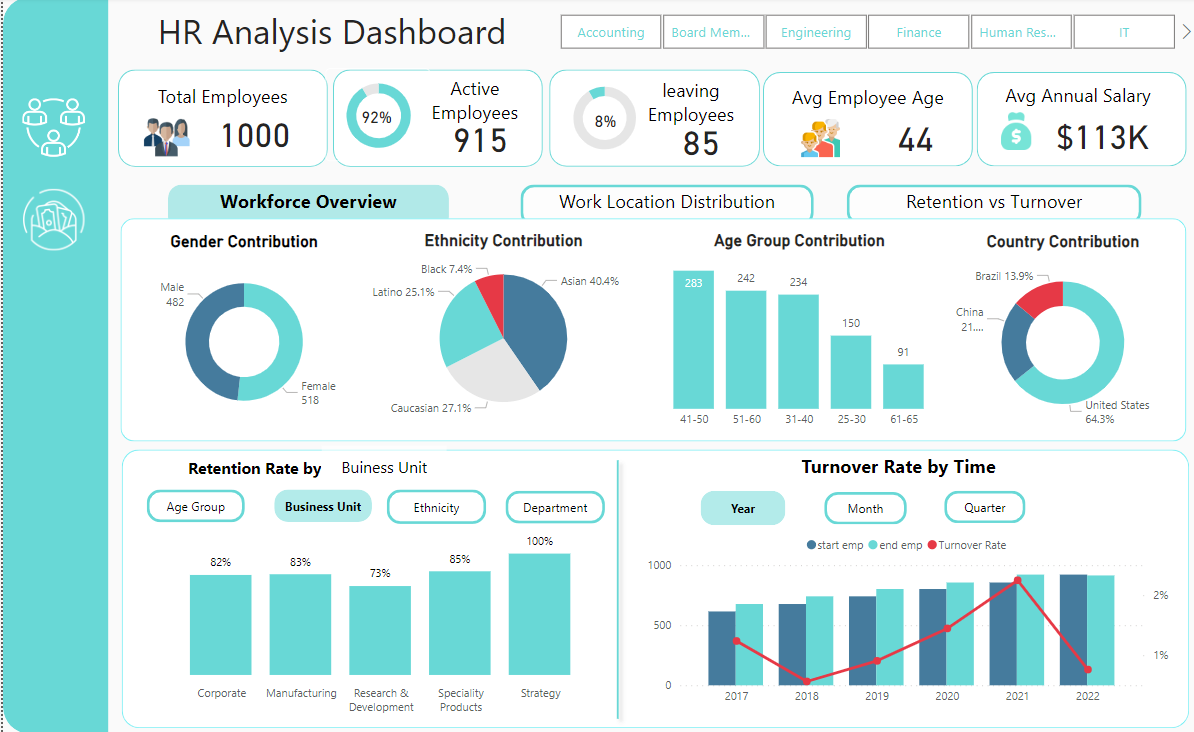 HR Analysis Dashboard
Accounting
Board Mem...
Engineering
Finance
Human Res...
IT
Total Employees
1000
92%
Active
Employees
915
8%
leaving
Employees
85
Avg Employee Age
44
Avg Annual Salary
$
$113K
Workforce Overview
Work Location Distribution
Retention vs Turnover
Gender Contribution
Male
482
Female
518
Ethnicity Contribution
Black 7.4%
Asian 40.4%
Latino 25.1%
Caucasian 27.1%
Age Group Contribution
283
242
234
150
91
41-50
51-60
31-40
25-30
61-65
Country Contribution
Brazil 13.9%
China
21....
United States
64.3%
Retention Rate by Buiness Unit
Age Group
Business Unit
Ethnicity
Department
82%
83%
73%
85%
100%
Corporate
Manufacturing
Research &
Development
Speciality
Products
Strategy
Turnover Rate by Time
Year
Month
Quarter
start emp
end emp
Turnover Rate
1000
500
0
2%
1%
2017
2018
2019
2020
2021
2022